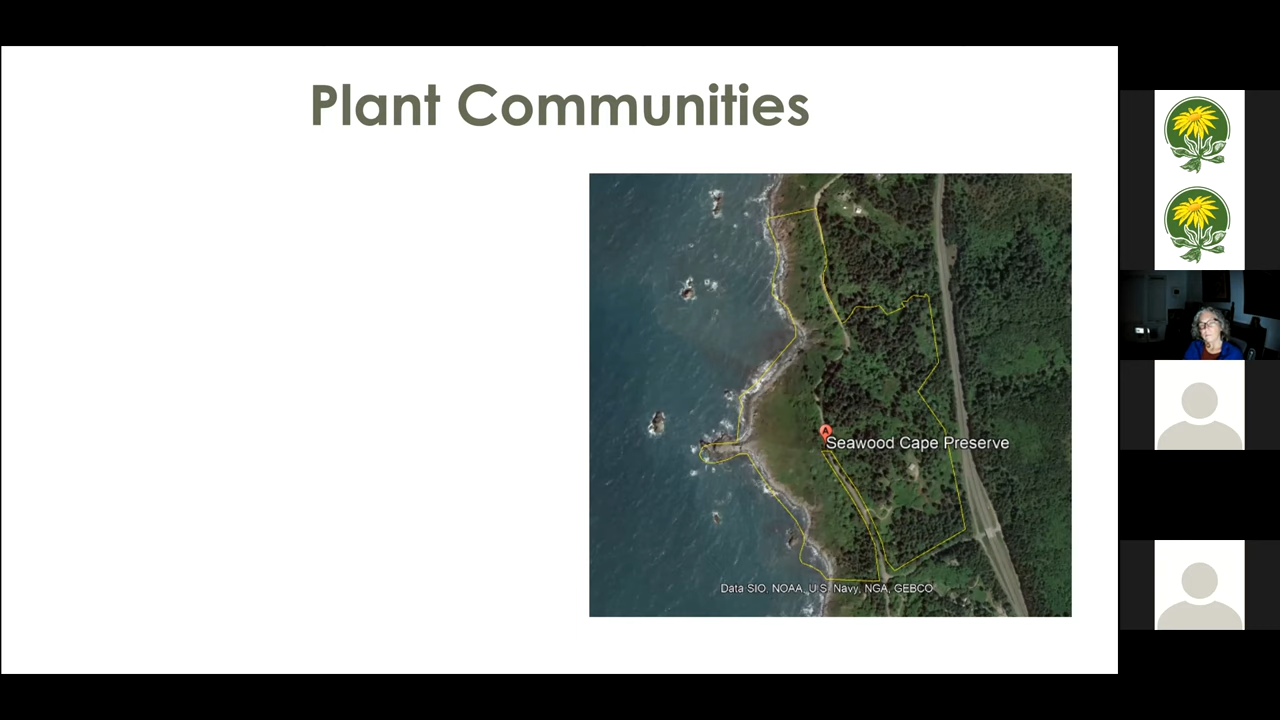 Plant Communities
A
Seawood Cape Preserve
Data SIO, NOAA, U.S. Navy, NGA, GEBCO